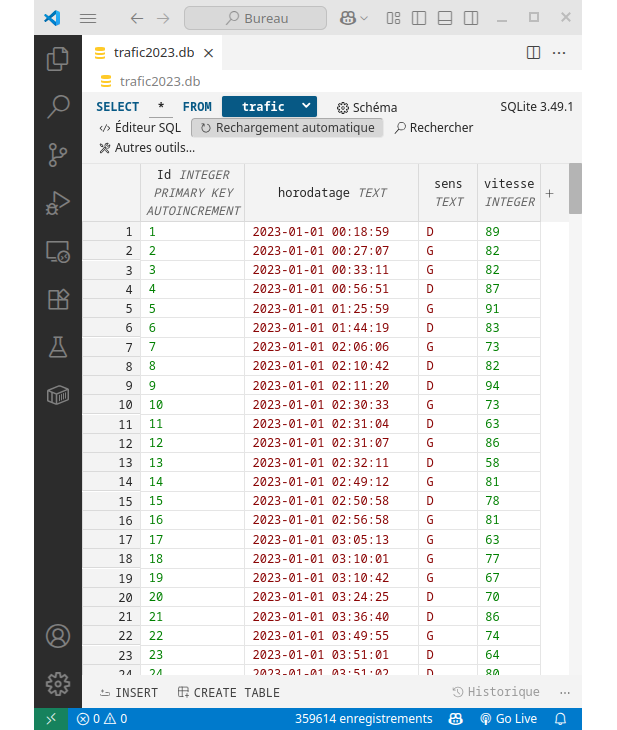 Bureau
trafic2023.db
trafic2023.db
SELECT * FROM trafic Schéma SQLite 3.49.1
Éditeur SQL Rechargement automatique Rechercher
Autres outils...
Id INTEGER PRIMARY KEY AUTOINCREMENT horodatage TEXT sens TEXT vitesse INTEGER +
1 1 2023-01-01 00:18:59 D 89
2 2 2023-01-01 00:27:07 G 82
3 3 2023-01-01 00:33:11 G 82
4 4 2023-01-01 00:56:51 D 87
5 5 2023-01-01 01:25:59 G 91
6 6 2023-01-01 01:44:19 D 83
7 7 2023-01-01 02:06:06 G 73
8 8 2023-01-01 02:10:42 D 82
9 9 2023-01-01 02:11:20 D 94
10 10 2023-01-01 02:30:33 G 73
11 11 2023-01-01 02:31:04 D 63
12 12 2023-01-01 02:31:07 G 86
13 13 2023-01-01 02:32:11 D 58
14 14 2023-01-01 02:49:12 G 81
15 15 2023-01-01 02:50:58 D 78
16 16 2023-01-01 02:56:58 G 81
17 17 2023-01-01 03:05:13 G 63
18 18 2023-01-01 03:10:01 G 77
19 19 2023-01-01 03:10:42 G 67
20 20 2023-01-01 03:24:25 D 70
21 21 2023-01-01 03:36:40 D 86
22 22 2023-01-01 03:49:55 G 74
23 23 2023-01-01 03:51:01 D 64
24 24 2023-01-01 03:51:02 D 80
INSERT CREATE TABLE Historique ...
0 0 359614 enregistrements Go Live